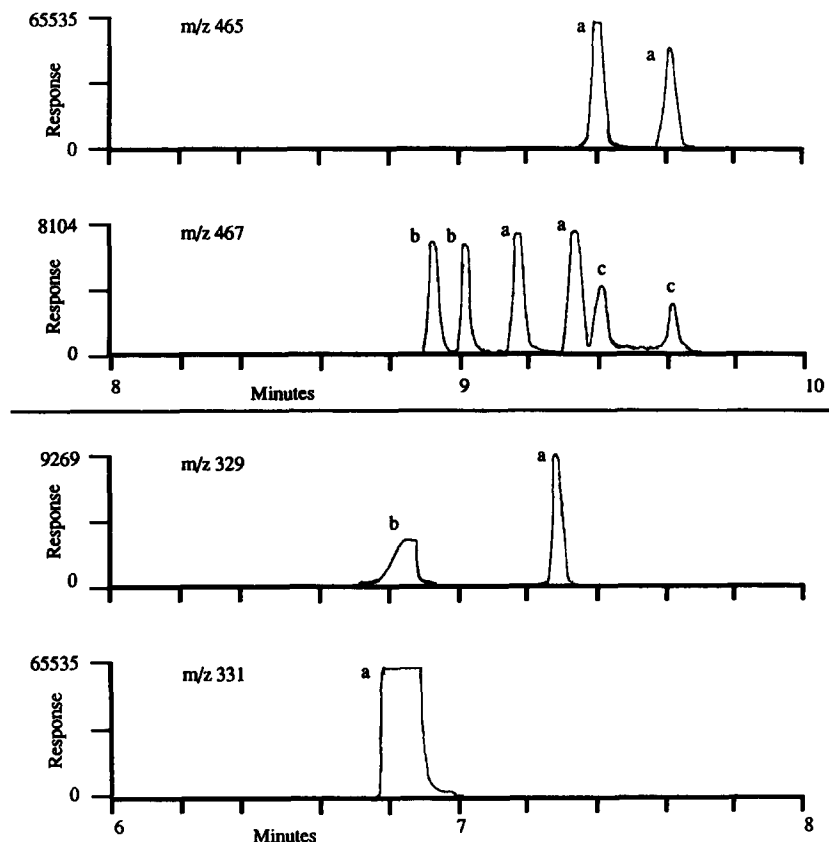 65535
m/z 465
a
a
Response
0
8104
m/z 467
b
b
a
a
c
c
Response
0
8
Minutes
9
10
9269
m/z 329
a
b
Response
0
65535
m/z 331
a
Response
0
6
Minutes
7
8